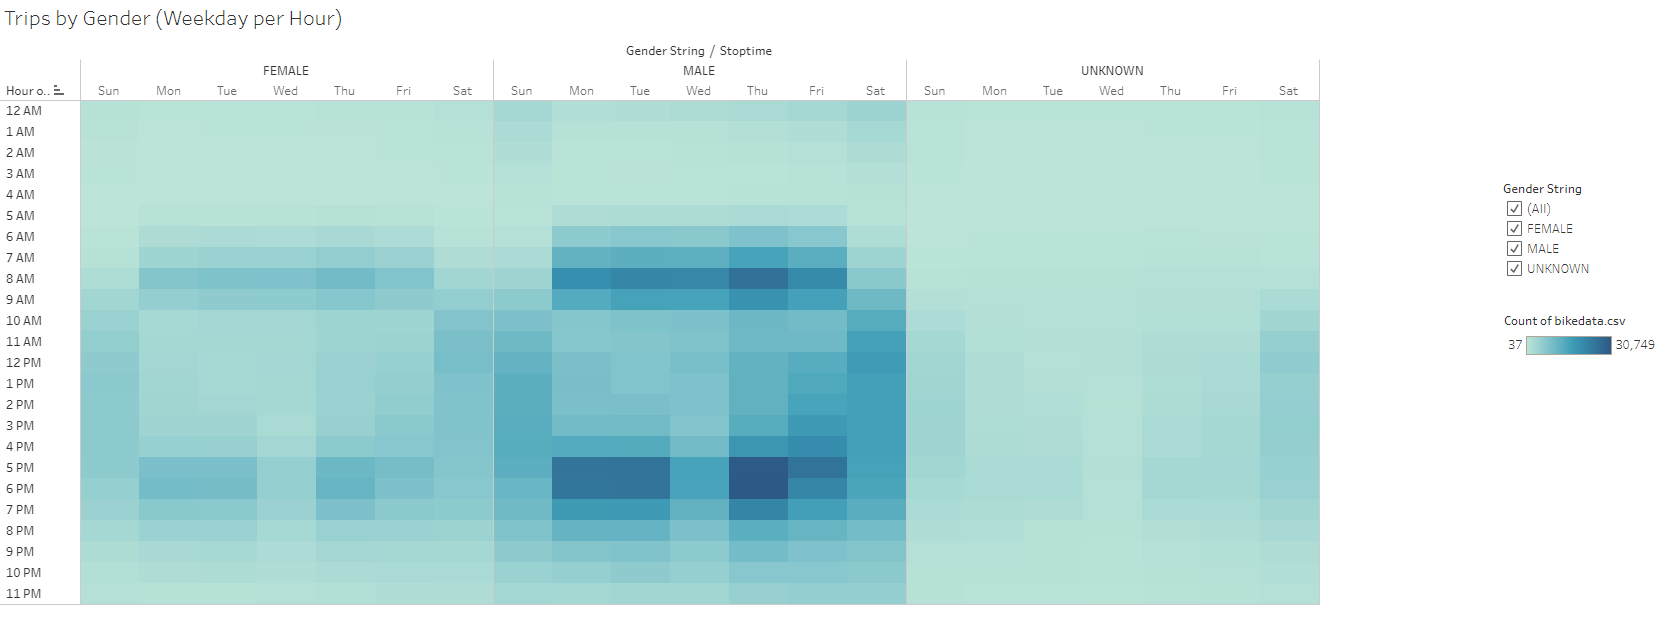 Trips by Gender (Weekday per Hour)
Gender String / Stoptime
FEMALE MALE UNKNOWN
Hour o.. Sun Mon Tue Wed Thu Fri Sat Sun Mon Tue Wed Thu Fri Sat Sun Mon Tue Wed Thu Fri Sat
12 AM
1 AM
2 AM
3 AM
4 AM
5 AM
6 AM
7 AM
8 AM
9 AM
10 AM
11 AM
12 PM
1 PM
2 PM
3 PM
4 PM
5 PM
6 PM
7 PM
8 PM
9 PM
10 PM
11 PM
Gender String
(All)
FEMALE
MALE
UNKNOWN
Count of bikedata.csv
37 30,749